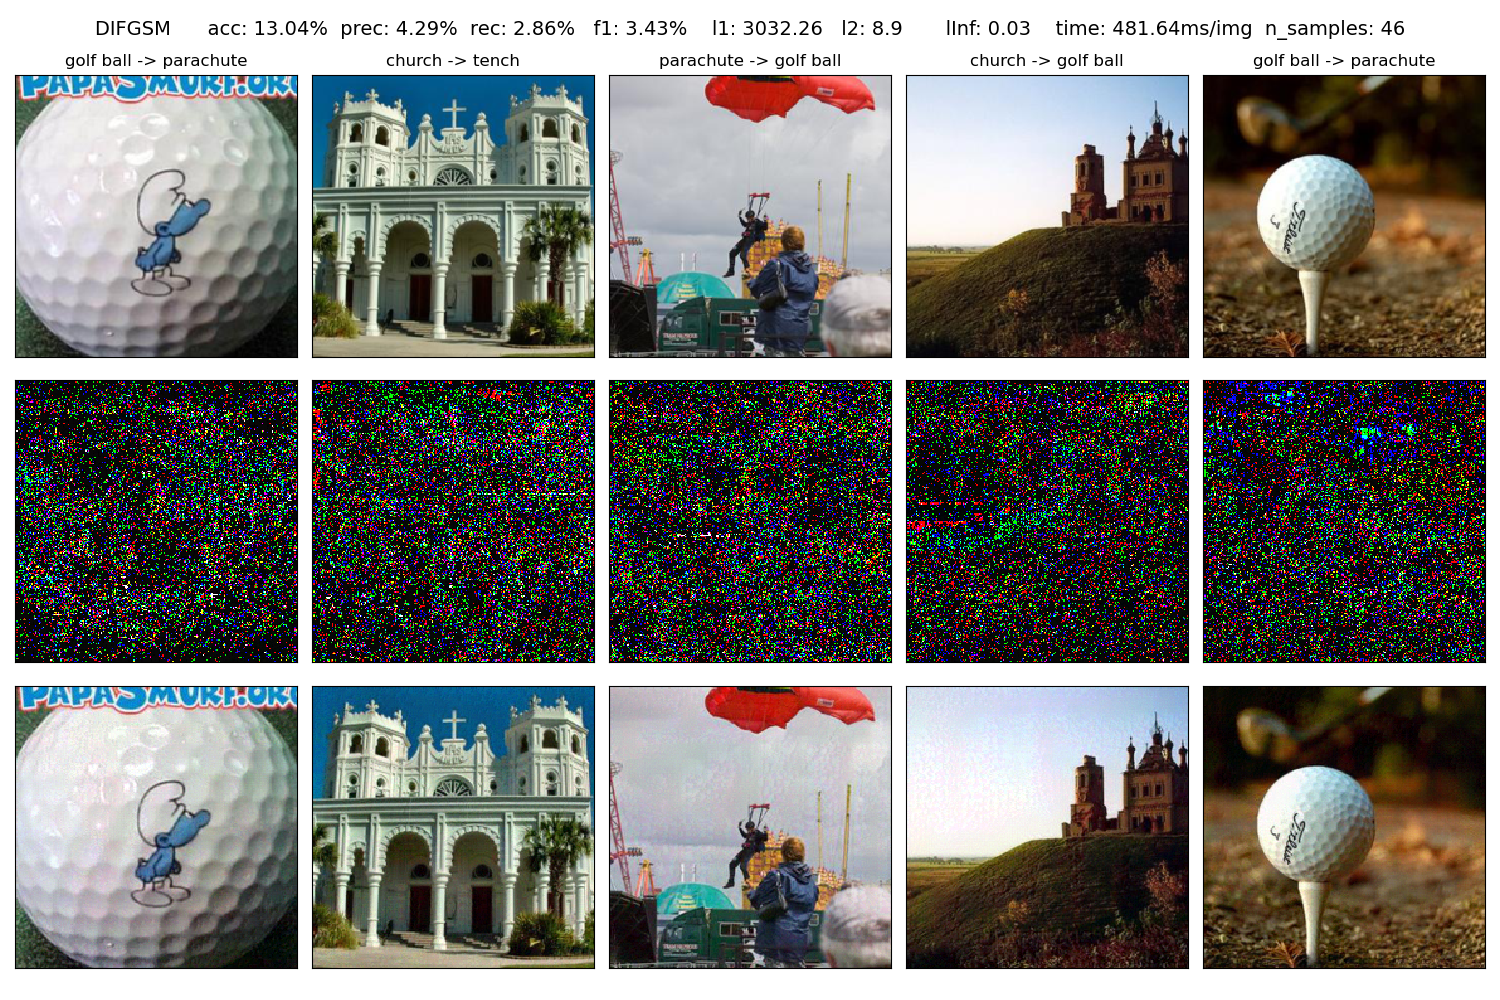 DIFGSM acc: 13.04% prec: 4.29% rec: 2.86% f1: 3.43% l1: 3032.26 l2: 8.9 lInf: 0.03 time: 481.64ms/img n_samples: 46
golf ball -> parachute
church -> tench
parachute -> golf ball
church -> golf ball
golf ball -> parachute
PAPASMURF.ORG
Titleist
3
PAPASMURF.ORG
Titleist
3